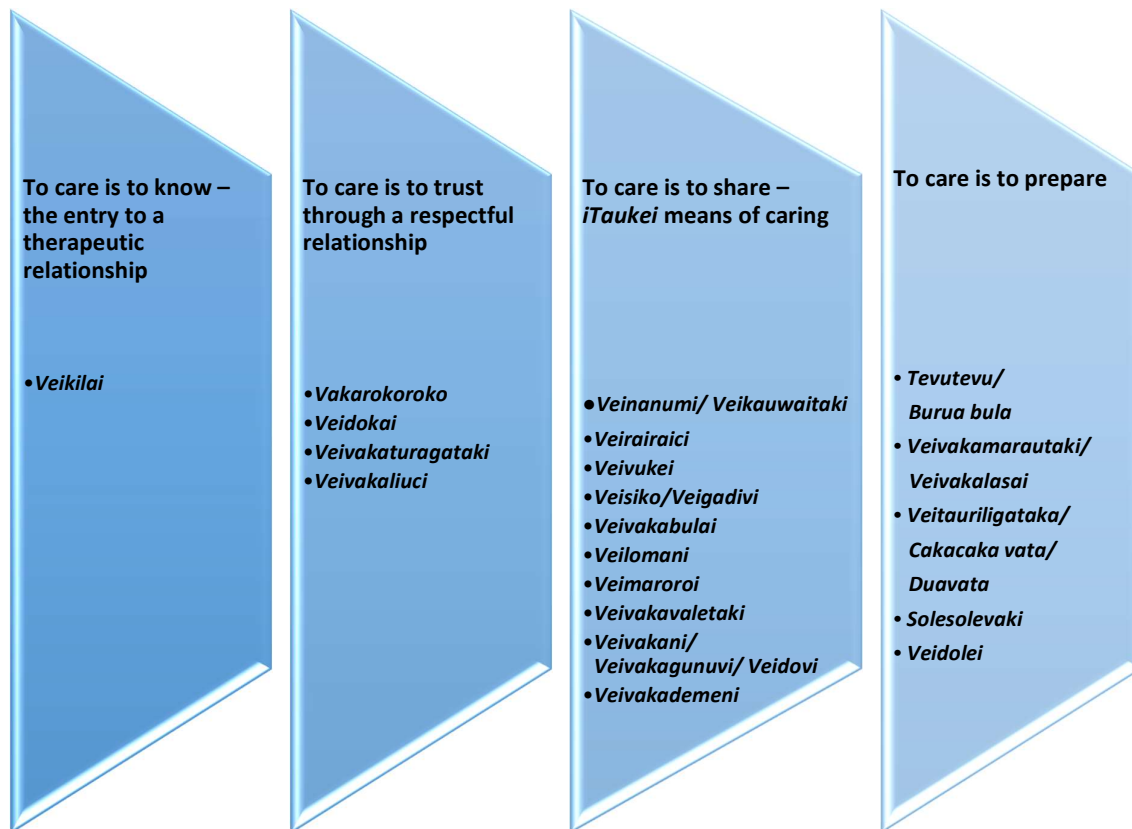 To care is to know –
the entry to a
therapeutic
relationship
•Veikilai
To care is to trust
through a respectful
relationship
•Vakarokoroko
•Veidokai
•Veivakaturagataki
•Veivakaliuci
To care is to share –
iTaukei means of caring
•Veinanumi/ Veikauwaitaki
•Veirairaici
•Veivukei
•Veisiko/Veigadivi
•Veivakabulai
•Veilomani
•Veimaroroi
•Veivakavaletaki
•Veivakani/
Veivakagunuvi/ Veidovi
•Veivakademeni
To care is to prepare
• Tevutevu/
Burua bula
• Veivakamarautaki/
Veivakalasai
• Veitauriligataka/
Cakacaka vata/
Duavata
• Solesolevaki
• Veidolei